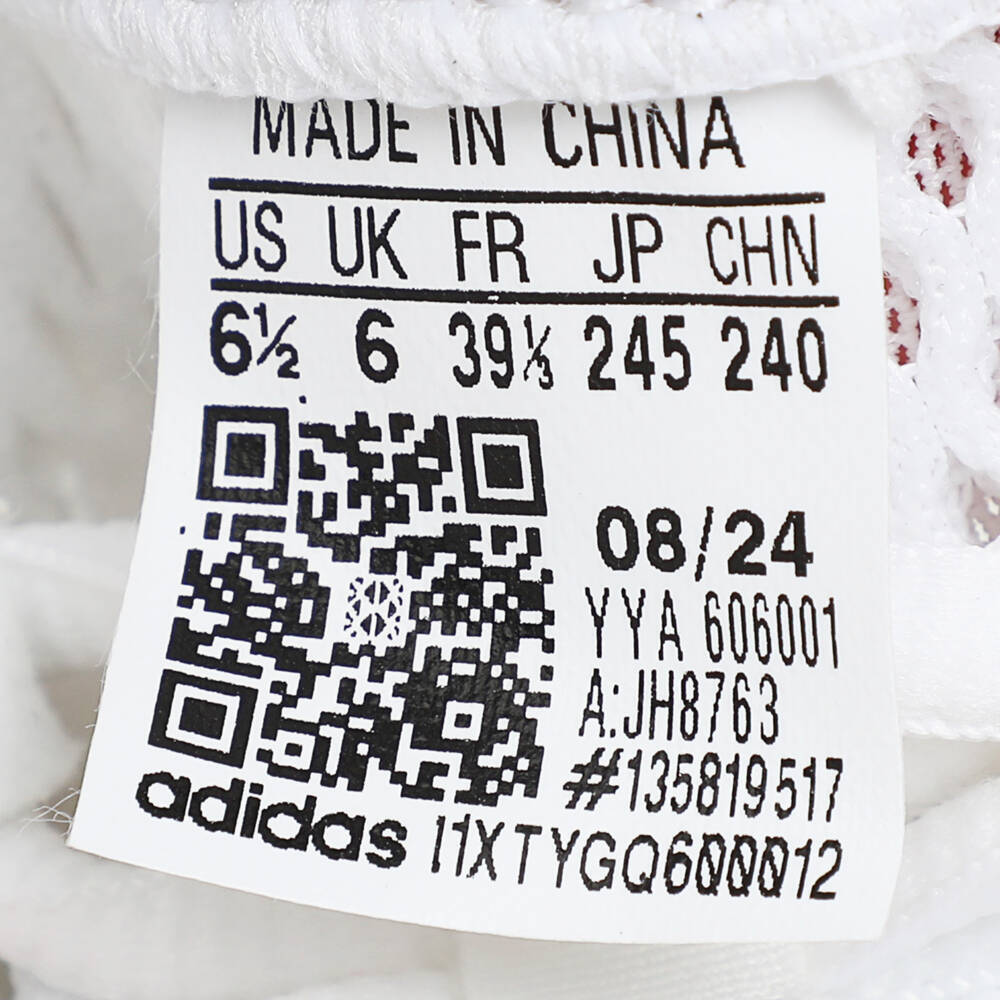 MADE IN CHINA
US UK FR JP CHN
6½ 6 39⅓ 245 240
08/24
YYA 606001
A:JH8763
#135819517
adidas I1XTYGQ6000012